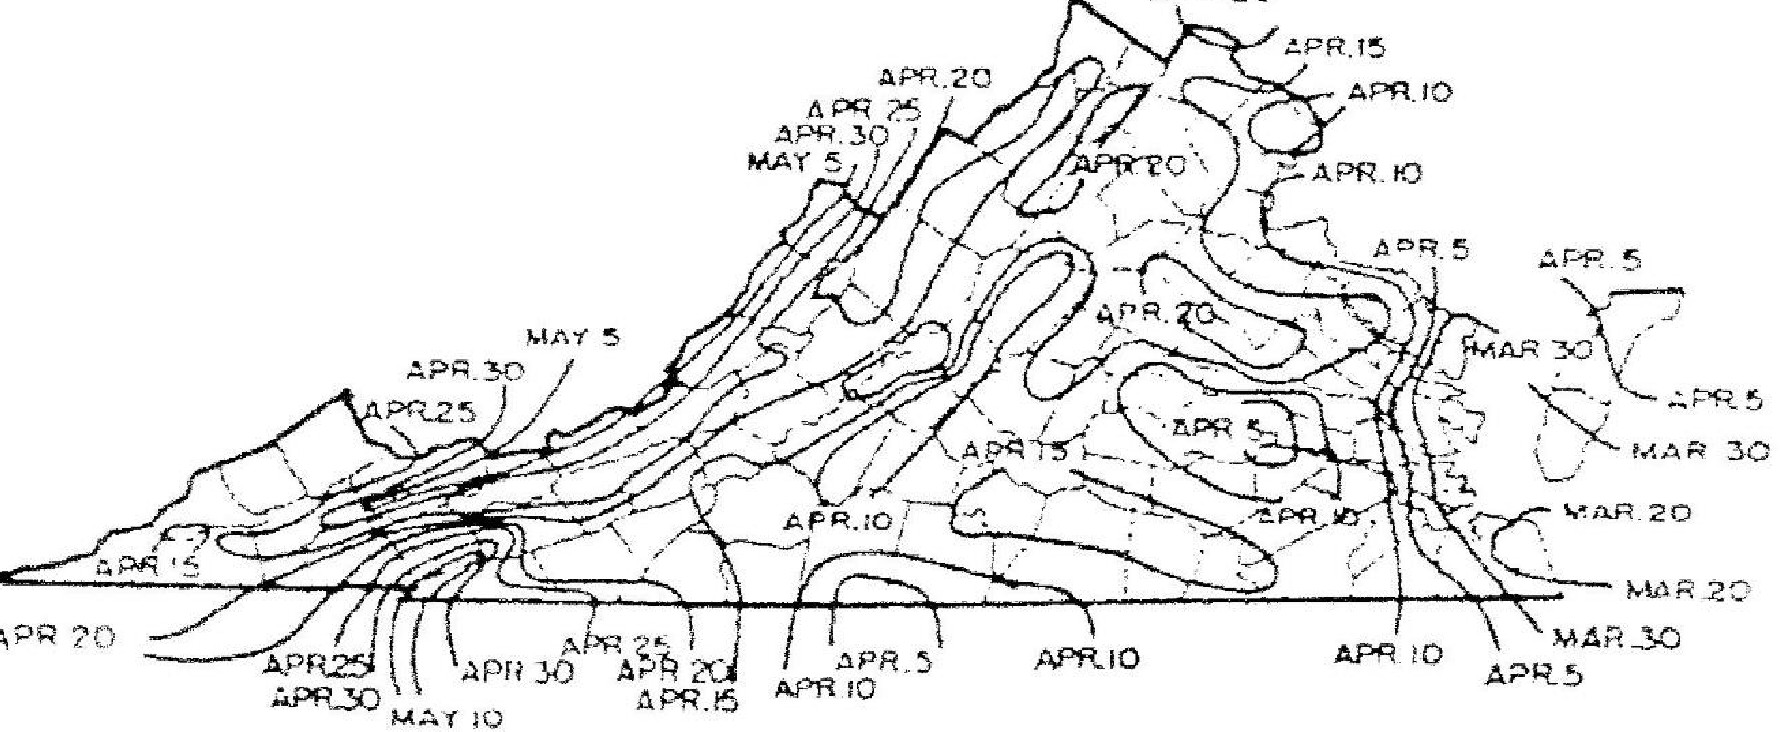 APR.15
APR.20
APR.10
APR 25
APR.30
MAY 5
APR.20
APR.10
APR.5
APR. 5
APR.20
MAY 5
MAR 30
APR.30
APR.5
APR.25
APR 5
MAR 30
APR 15
APR.10
APR 10
MAR.20
APR 15
MAR.20
APR 20
APR.25
MAR.30
APR.25
APR 30
APR.20
APR.5
APR.10
APR.10
APR.5
APR.30
APR.15
APR.10
MAY 10